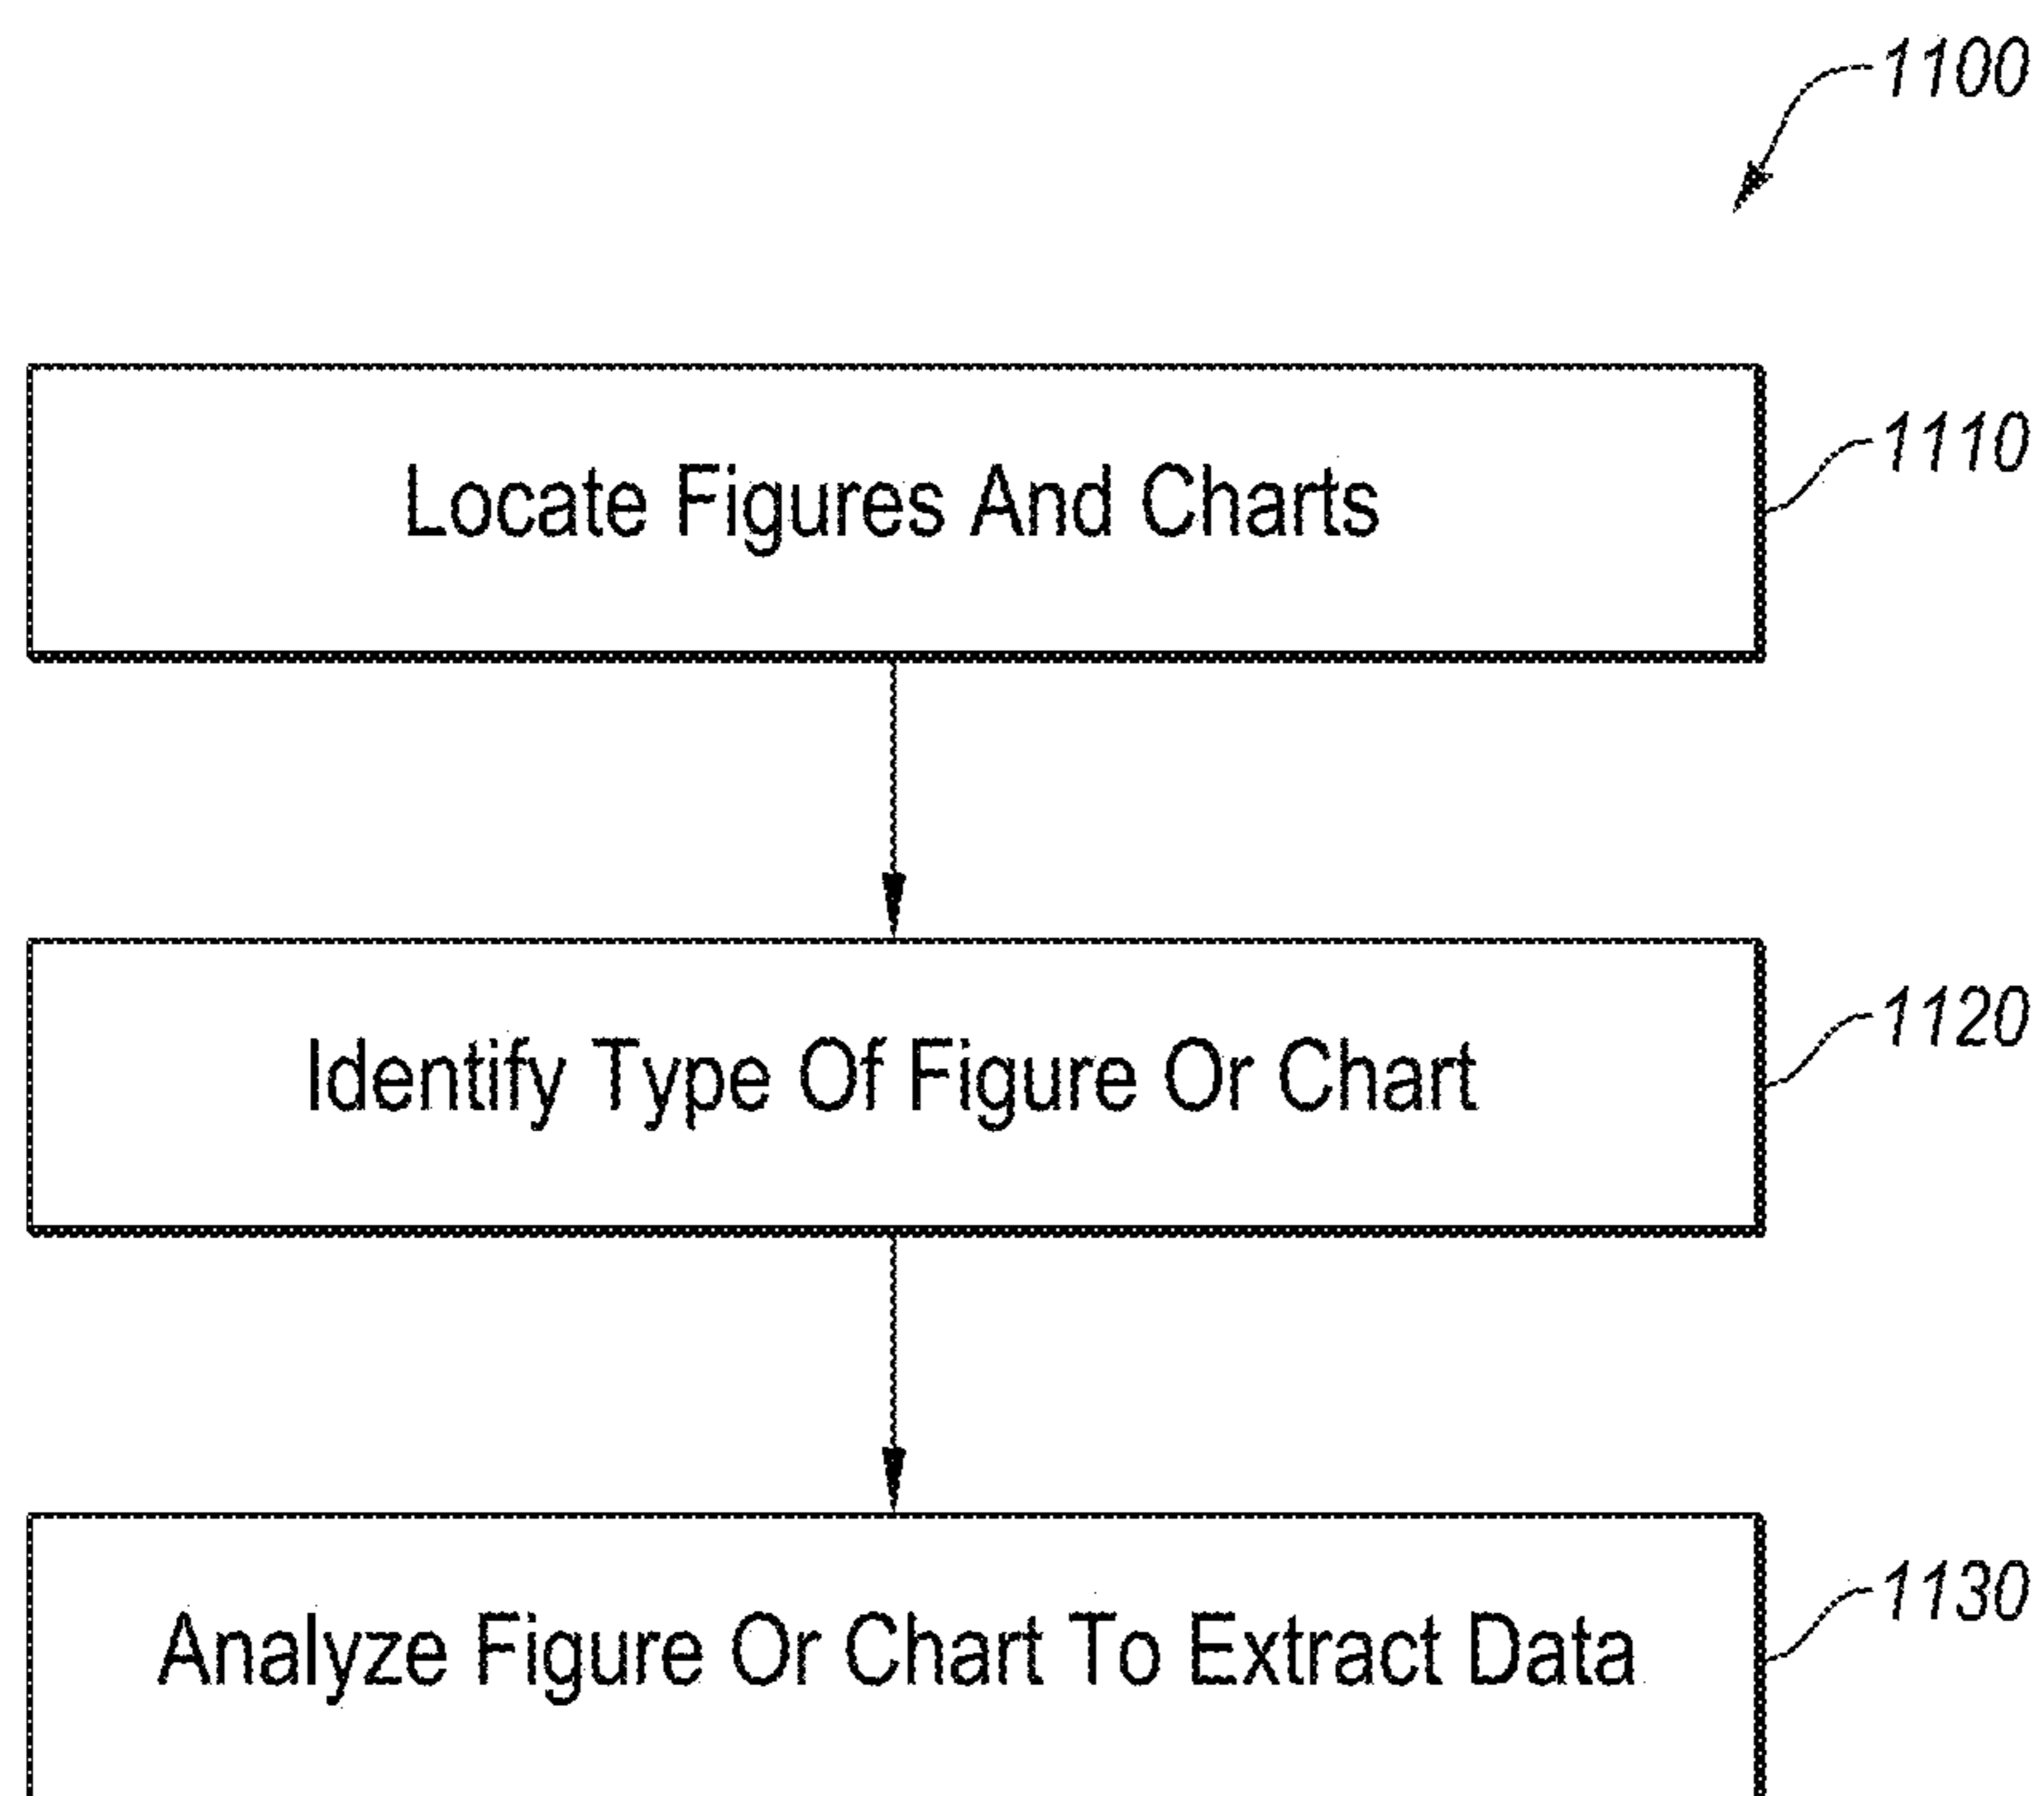 1100
Locate Figures And Charts
1110
Identify Type Of Figure Or Chart
1120
Analyze Figure Or Chart To Extract Data
1130